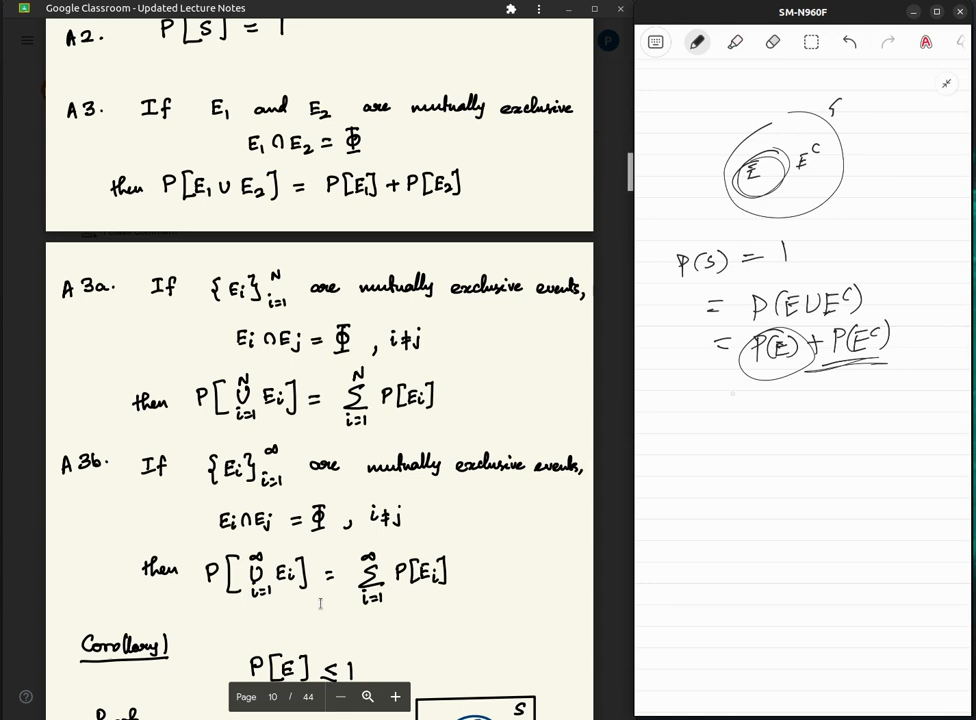 Google Classroom - Updated Lecture Notes
A2. P[S] = 1
A3. If E₁ and E₂ are mutually exclusive
E₁ ∩ E₂ = Φ
then P[E₁ ∪ E₂] = P[E₁] + P[E₂]
A3a. If {Eᵢ}ᵢ₌₁ᴺ are mutually exclusive events,
Eᵢ ∩ Eⱼ = Φ , i≠j
then P[∪ᵢ₌₁ᴺ Eᵢ] = Σᵢ₌₁ᴺ P[Eᵢ]
A3b. If {Eᵢ}ᵢ₌₁^∞ are mutually exclusive events,
Eᵢ ∩ Eⱼ = Φ , i≠j
then P[∪ᵢ₌₁^∞ Eᵢ] = Σᵢ₌₁^∞ P[Eᵢ]
Corollary 1
P[E] ≤ 1
Page 10 / 44
S
SM-N960F
S
E Eᶜ
P(S) = 1
= P(E∪Eᶜ)
= P(E) + P(Eᶜ)